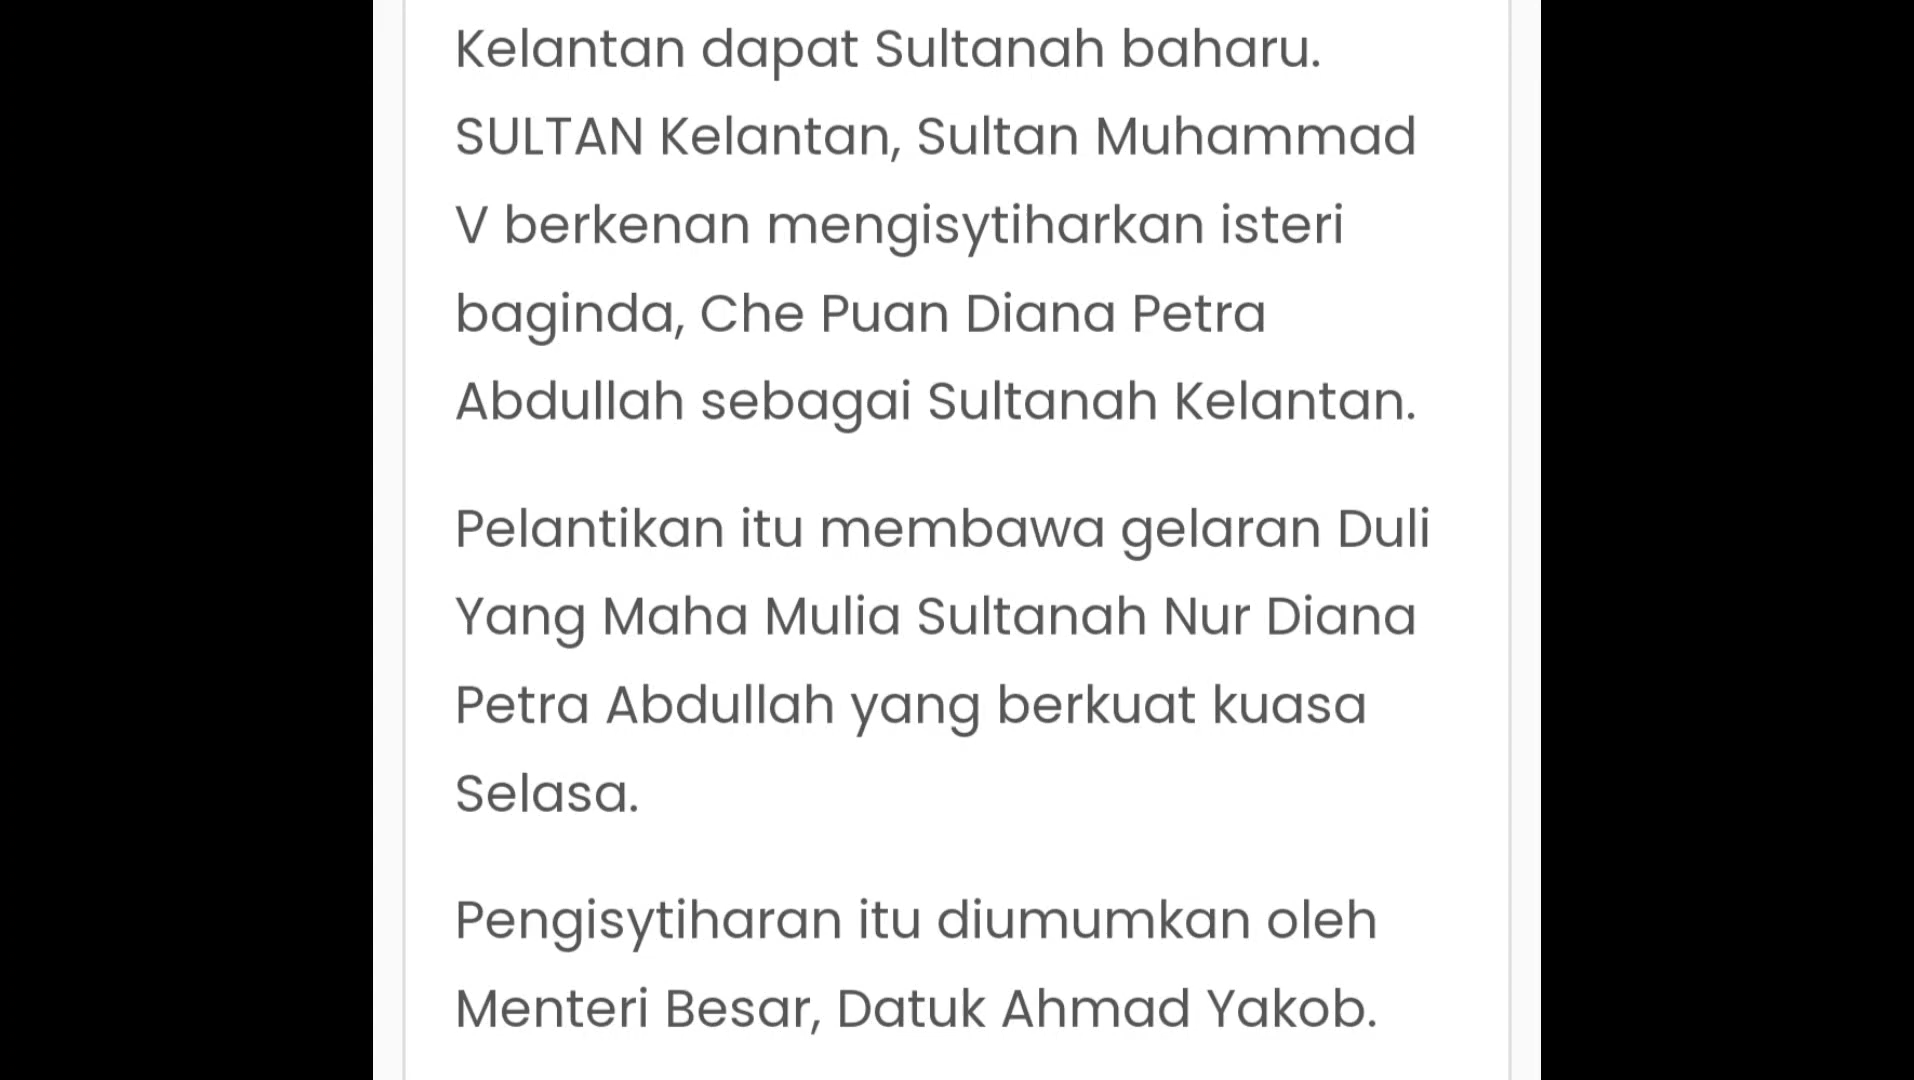 Kelantan dapat Sultanah baharu.
SULTAN Kelantan, Sultan Muhammad
V berkenan mengisytiharkan isteri
baginda, Che Puan Diana Petra
Abdullah sebagai Sultanah Kelantan.
Pelantikan itu membawa gelaran Duli
Yang Maha Mulia Sultanah Nur Diana
Petra Abdullah yang berkuat kuasa
Selasa.
Pengisytiharan itu diumumkan oleh
Menteri Besar, Datuk Ahmad Yakob.